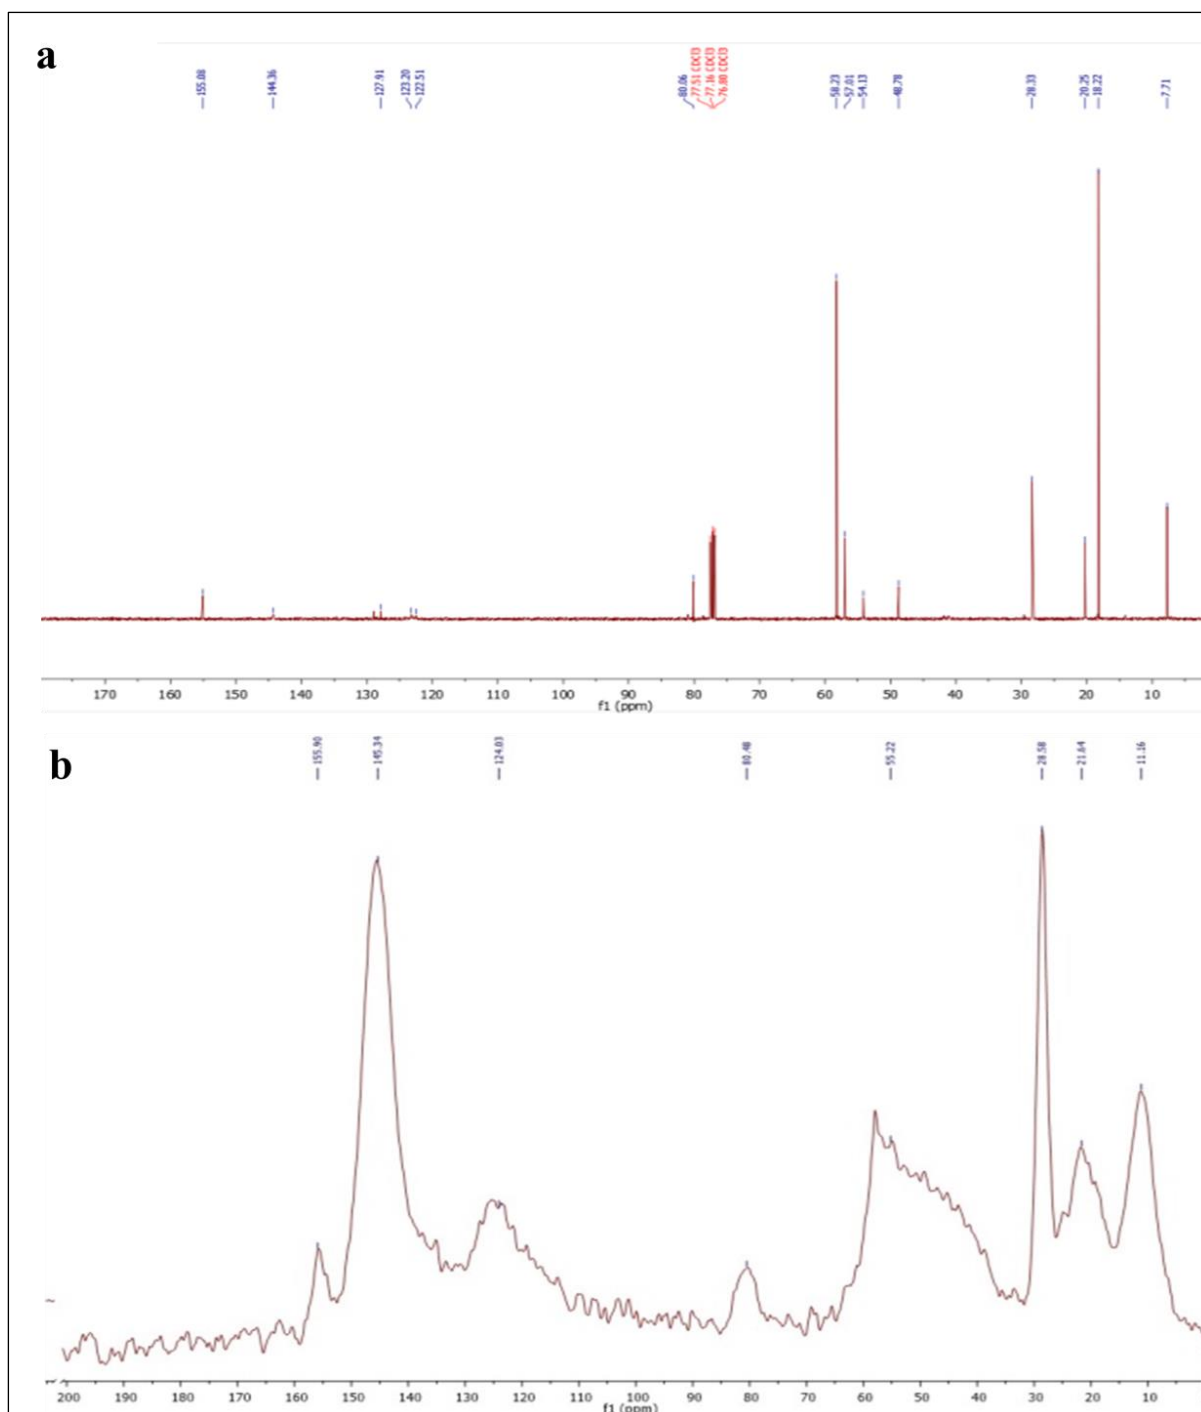 a
155.08 144.36 127.91 123.20 122.51 80.06 77.51 CDCl3 77.16 CDCl3 76.80 CDCl3 58.23 57.01 54.13 48.78 28.33 20.25 18.22 7.71
170 160 150 140 130 120 110 100 90 80 70 60 50 40 30 20 10
f1 (ppm)
b
155.90 145.34 124.03 80.48 55.22 28.58 21.64 11.16
200 190 180 170 160 150 140 130 120 110 100 90 80 70 60 50 40 30 20 10
f1 (ppm)